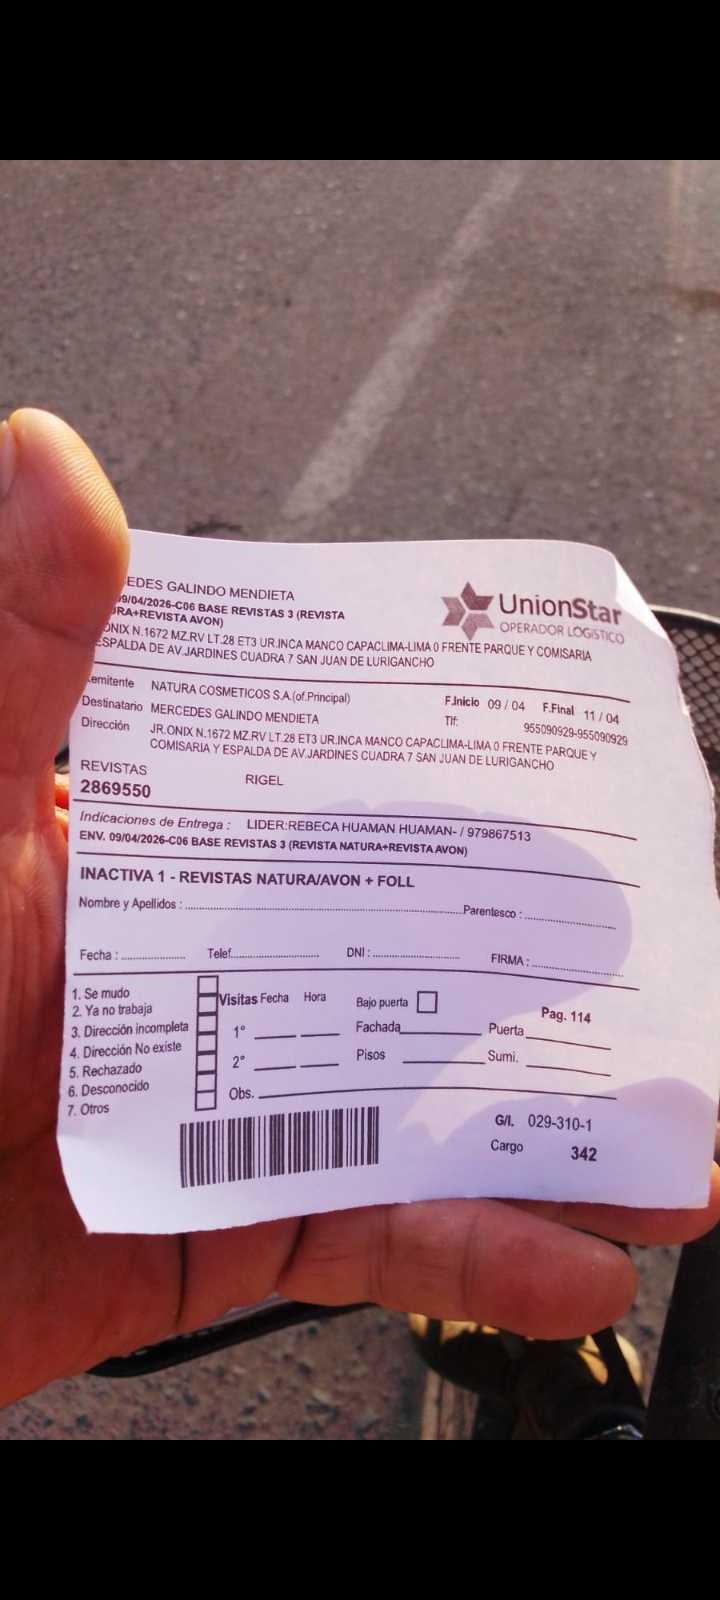 EDES GALINDO MENDIETA
09/04/2026-C06 BASE REVISTAS 3 (REVISTA
URA+REVISTA AVON)
ONIX N.1672 MZ.RV LT.28 ET3 UR.INCA MANCO CAPACLIMA-LIMA 0 FRENTE PARQUE Y COMISARIA
ESPALDA DE AV.JARDINES CUADRA 7 SAN JUAN DE LURIGANCHO
UnionStar
OPERADOR LOGISTICO
emitente NATURA COSMETICOS S.A.(of.Principal) F.Inicio 09 / 04 F.Final 11 / 04
Destinatario MERCEDES GALINDO MENDIETA Tlf: 955090929-955090929
Dirección JR.ONIX N.1672 MZ.RV LT.28 ET3 UR.INCA MANCO CAPACLIMA-LIMA 0 FRENTE PARQUE Y
COMISARIA Y ESPALDA DE AV.JARDINES CUADRA 7 SAN JUAN DE LURIGANCHO
REVISTAS RIGEL
2869550
Indicaciones de Entrega : LIDER:REBECA HUAMAN HUAMAN- / 979867513
ENV. 09/04/2026-C06 BASE REVISTAS 3 (REVISTA NATURA+REVISTA AVON)
INACTIVA 1 - REVISTAS NATURA/AVON + FOLL
Nombre y Apellidos : Parentesco :
Fecha : Telef. DNI : FIRMA :
1. Se mudo
2. Ya no trabaja
3. Dirección incompleta
4. Dirección No existe
5. Rechazado
6. Desconocido
7. Otros
Visitas Fecha Hora Bajo puerta Pag. 114
1° Fachada Puerta
2° Pisos Sumi.
Obs.
G/I. 029-310-1
Cargo 342